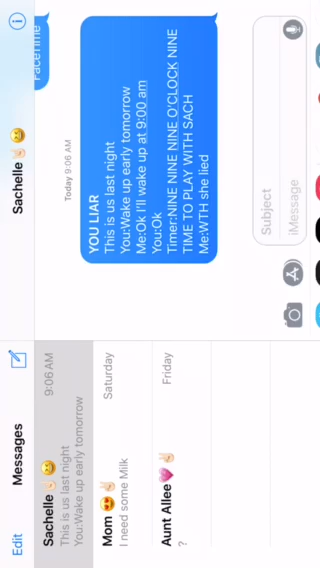 Edit
Messages
Sachelle✌🏻😊
9:06 AM
This is us last night
You:Wake up early tomorrow
Mom😍✌🏻
Saturday
I need some Milk
Aunt Allee💗✌🏻
Friday
?
Sachelle✌🏻😊
FaceTime
Today 9:06 AM
YOU LIAR
This is us last night
You:Wake up early tomorrow
Me:Ok I'll wake up at 9:00 am
You:Ok
Timer:NINE NINE NINE O'CLOCK NINE
TIME TO PLAY WITH SACH
Me:WTH she lied
Subject
iMessage